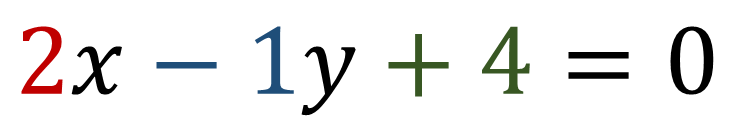 2x − 1y + 4 = 0